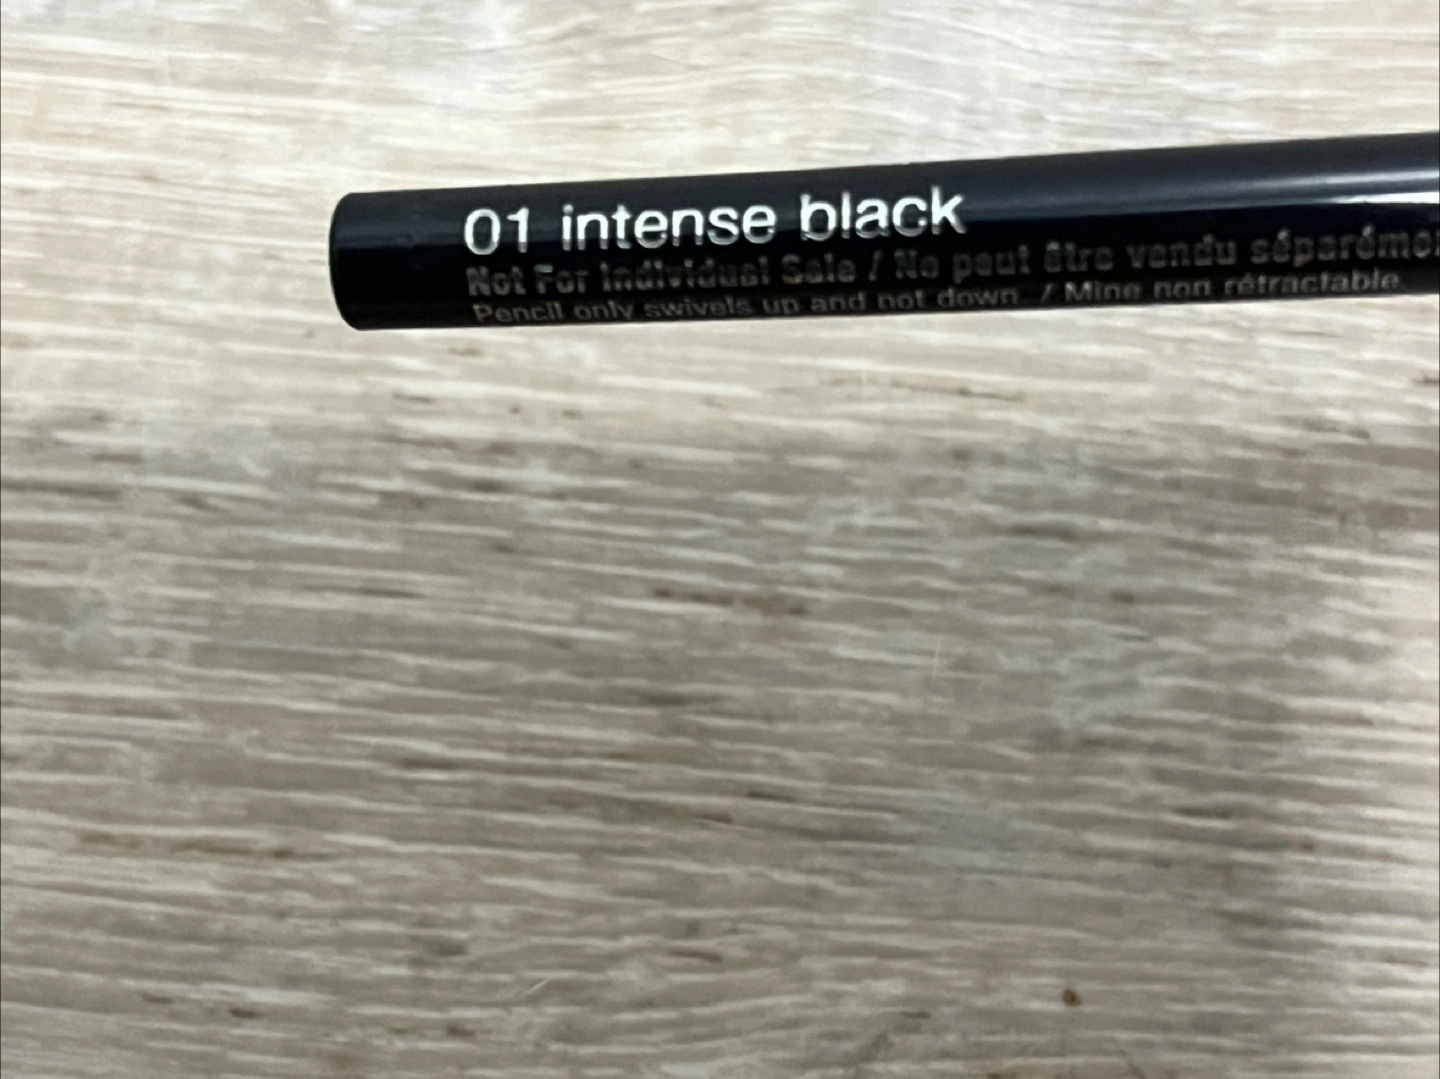 01 intense black
Not For Individual Sale / Ne peut être vendu
Pencil only swivels up and not down. / Mine non rétractable.